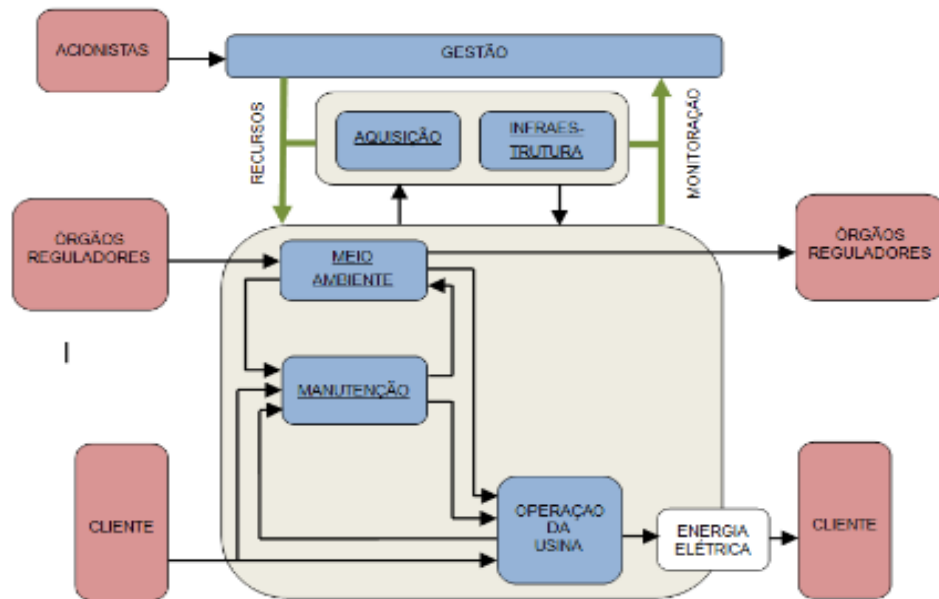 ACIONISTAS
GESTÃO
RECURSOS
AQUISIÇÃO
INFRAES-
TRUTURA
MONITORAÇÃO
ÓRGÃOS
REGULADORES
MEIO
AMBIENTE
ÓRGÃOS
REGULADORES
MANUTENÇÃO
CLIENTE
OPERAÇAO
DA
USINA
ENERGIA
ELÉTRICA
CLIENTE